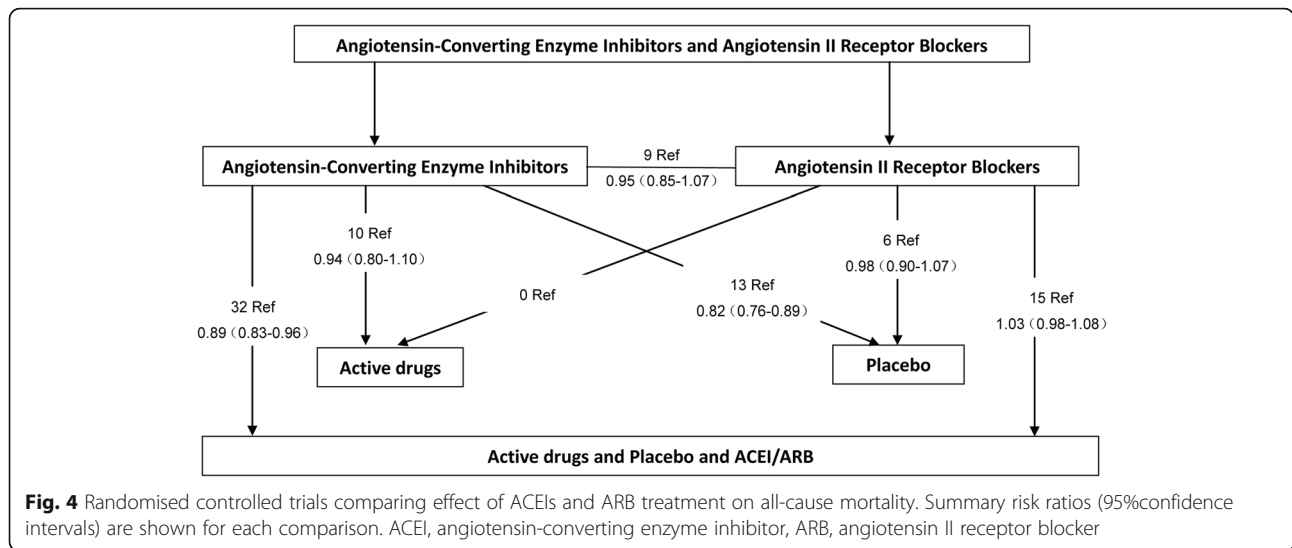 Angiotensin-Converting Enzyme Inhibitors and Angiotensin II Receptor Blockers
Angiotensin-Converting Enzyme Inhibitors
9 Ref
0.95（0.85-1.07）
Angiotensin II Receptor Blockers
10 Ref
0.94（0.80-1.10）
6 Ref
0.98（0.90-1.07）
32 Ref
0.89（0.83-0.96）
0 Ref
13 Ref
0.82（0.76-0.89）
15 Ref
1.03（0.98-1.08）
Active drugs
Placebo
Active drugs and Placebo and ACEI/ARB
Fig. 4 Randomised controlled trials comparing effect of ACEIs and ARB treatment on all-cause mortality. Summary risk ratios (95%confidence
intervals) are shown for each comparison. ACEI, angiotensin-converting enzyme inhibitor, ARB, angiotensin II receptor blocker